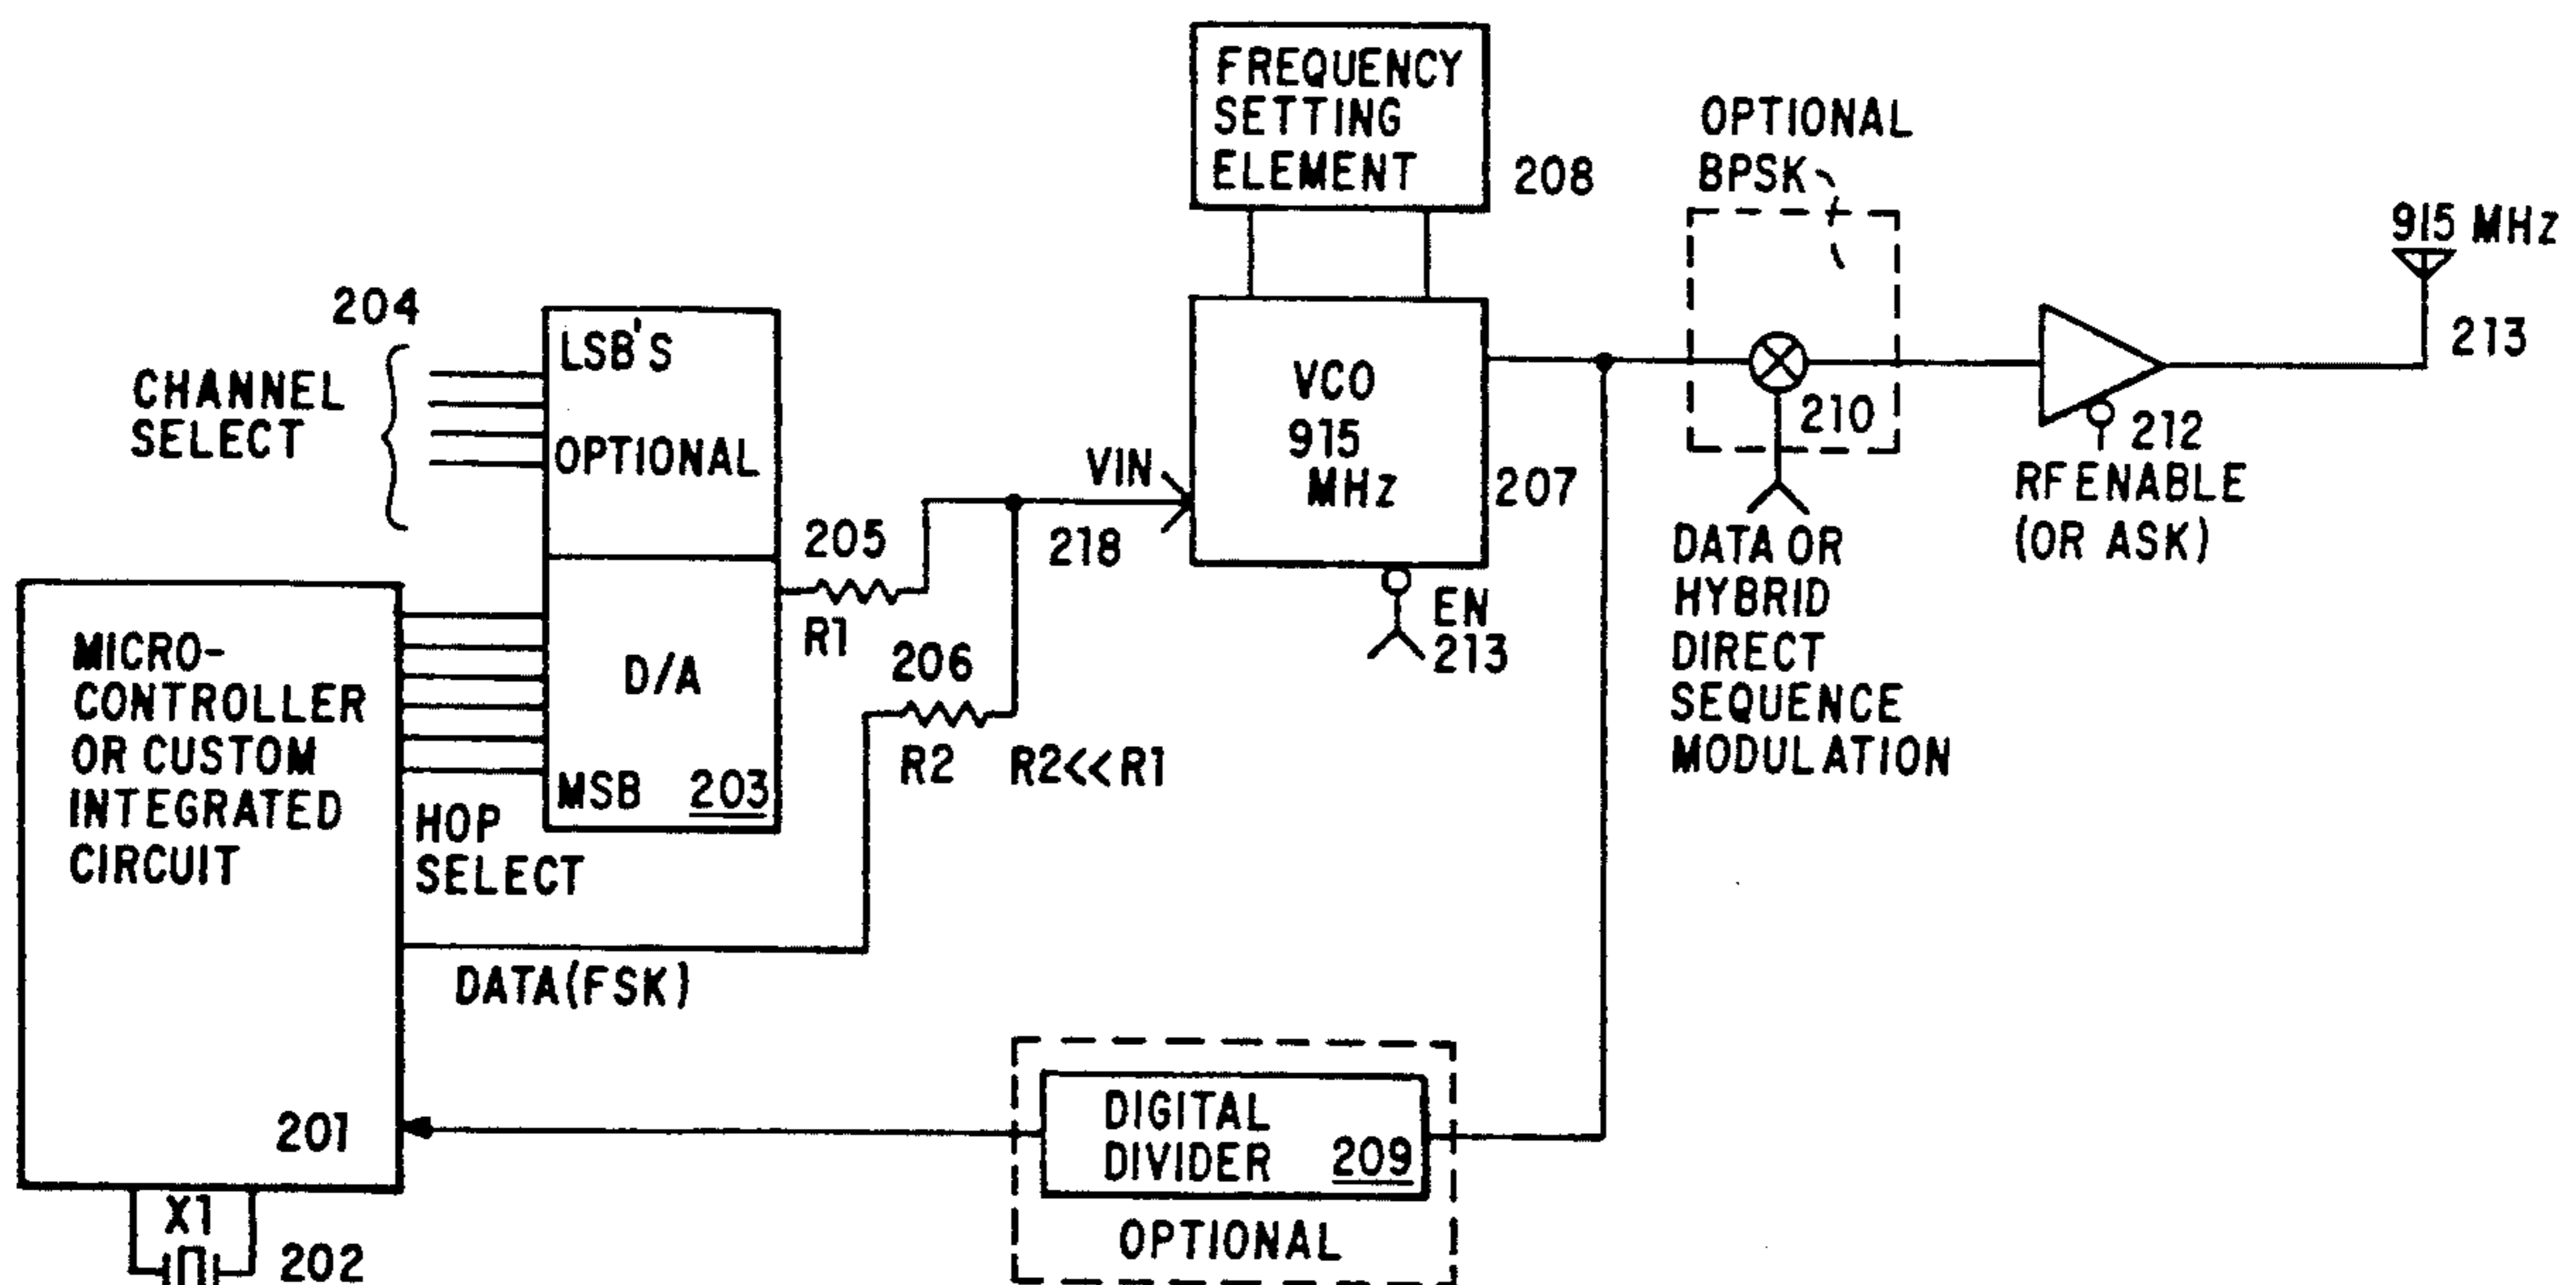 FREQUENCY
SETTING
ELEMENT
208
OPTIONAL
BPSK
915 MHz
213
204
CHANNEL
SELECT
LSB'S
OPTIONAL
D/A
MSB
203
VCO
915
MHz
207
VIN
218
EN
213
210
212
RF ENABLE
(OR ASK)
DATA OR
HYBRID
DIRECT
SEQUENCE
MODULATION
205
R1
206
R2
R2<<R1
MICRO-
CONTROLLER
OR CUSTOM
INTEGRATED
CIRCUIT
201
HOP
SELECT
DATA(FSK)
DIGITAL
DIVIDER
209
OPTIONAL
X1
202